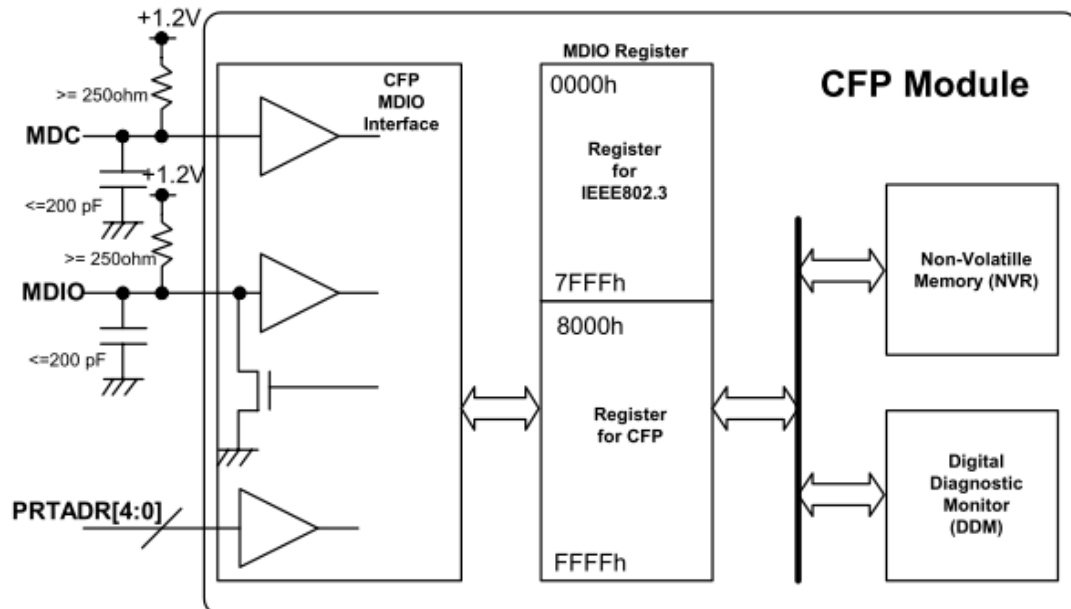 +1.2V
>= 250ohm
MDC
+1.2V
<=200 pF
>= 250ohm
MDIO
<=200 pF
PRTADR[4:0]
CFP
MDIO
Interface
MDIO Register
0000h
Register
for
IEEE802.3
7FFFh
8000h
Register
for CFP
FFFFh
CFP Module
Non-Volatille
Memory (NVR)
Digital
Diagnostic
Monitor
(DDM)